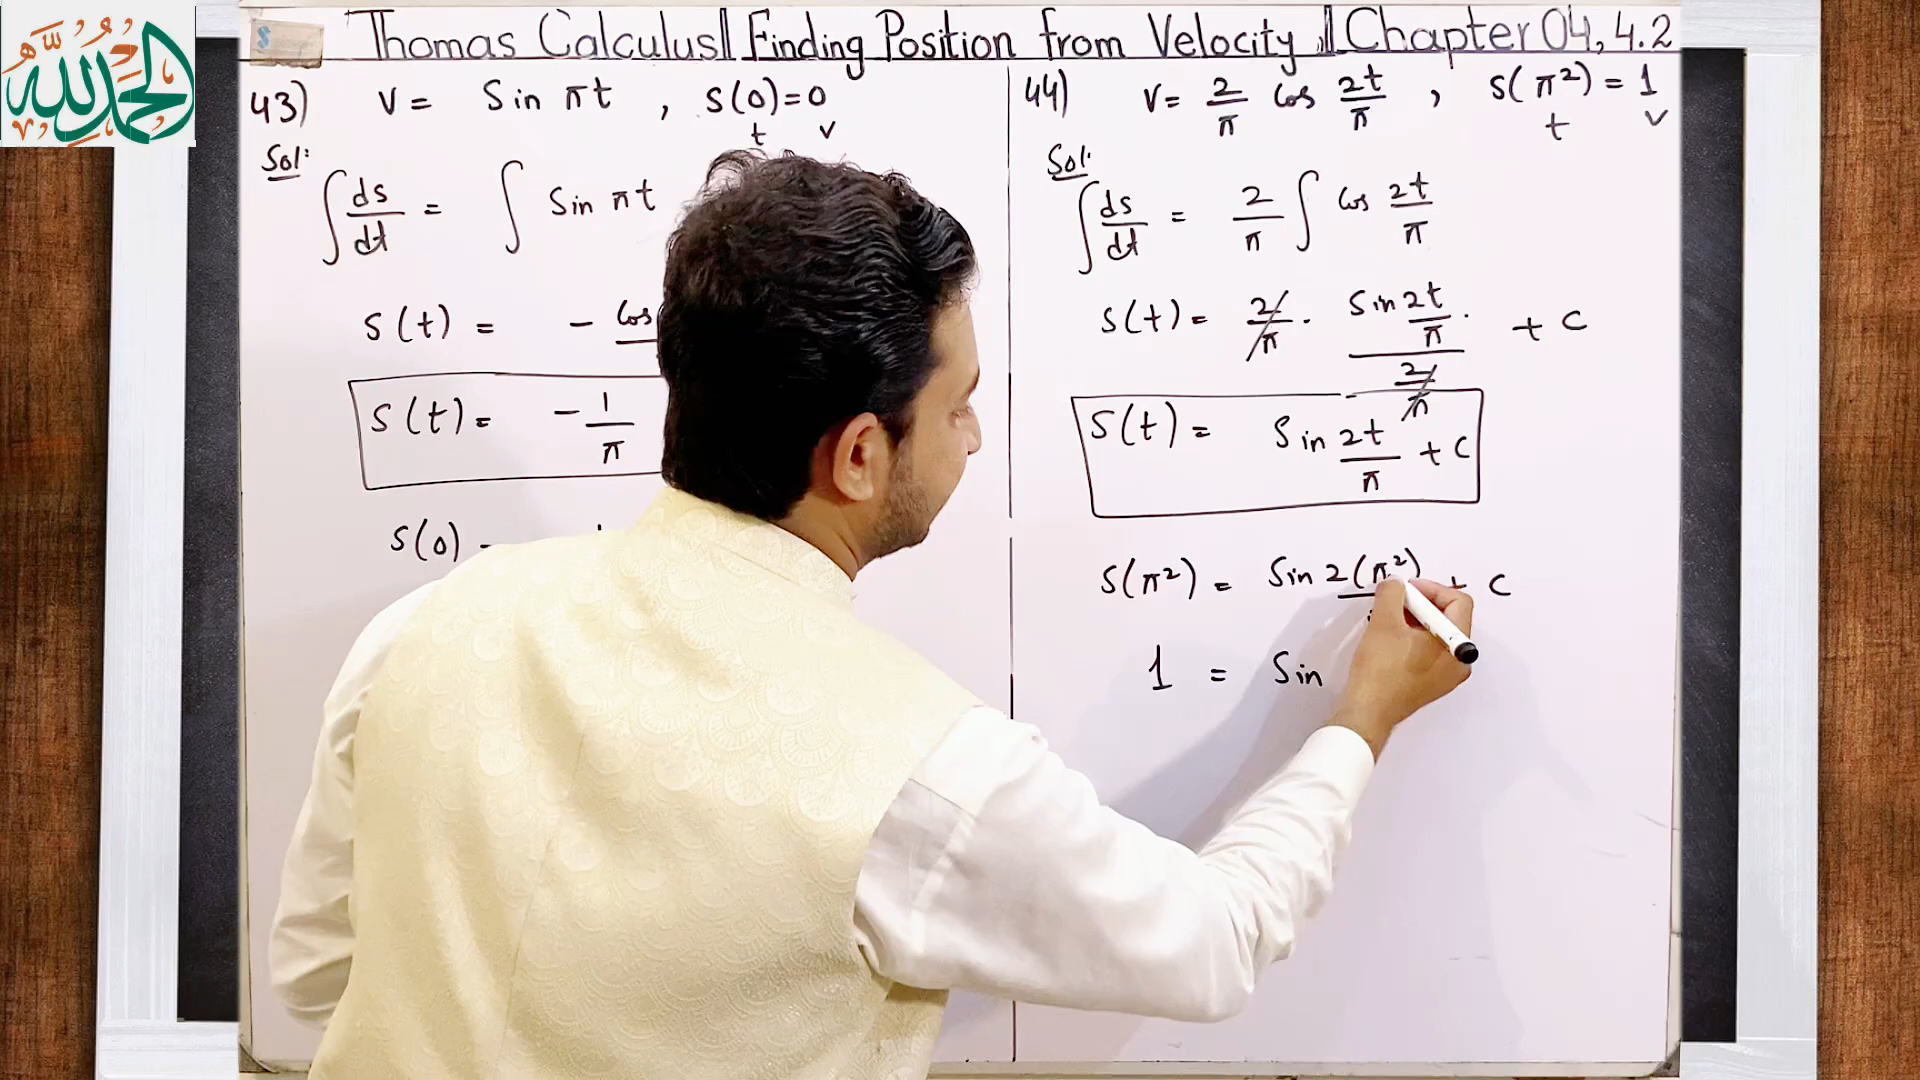 الحمد لله
Thomas Calculus || Finding Position from Velocity || Chapter 04, 4.2
43) v = Sin πt , S(0)=0
t v
Sol:
∫ds/dt = ∫ Sin πt
S(t) = - Cos
S(t) = - 1/π
S(0)
44) v = 2/π Cos 2t/π , S(π²) = 1
t v
Sol:
∫ds/dt = 2/π ∫ Cos 2t/π
S(t) = 2/π . Sin 2t/π . / 2/π + C
S(t) = Sin 2t/π + C
S(π²) = Sin 2(π²) + C
1 = Sin